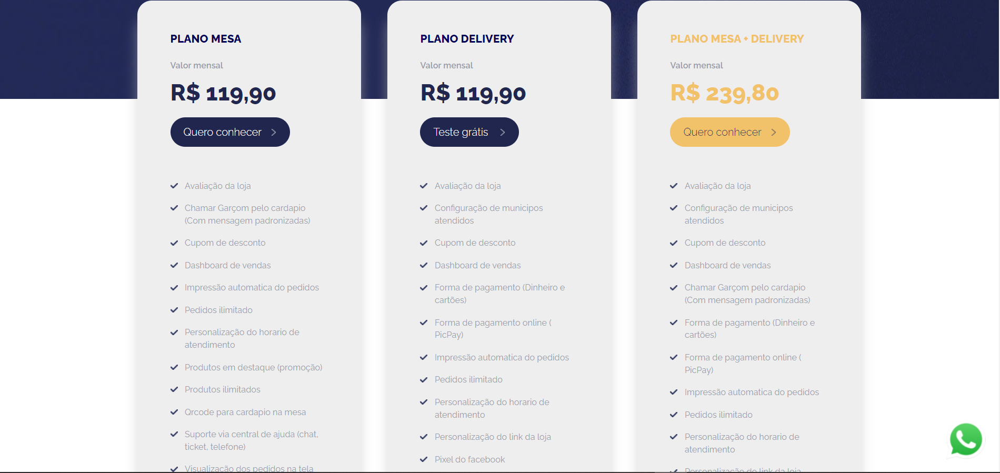 PLANO MESA
Valor mensal
R$ 119,90
Quero conhecer
Avaliação da loja
Chamar Garçom pelo cardapio
(Com mensagem padronizadas)
Cupom de desconto
Dashboard de vendas
Impressão automatica do pedidos
Pedidos ilimitado
Personalização do horario de
atendimento
Produtos em destaque (promoção)
Produtos ilimitados
Qrcode para cardapio na mesa
Suporte via central de ajuda (chat,
ticket, telefone)
Visualização dos pedidos na tela
PLANO DELIVERY
Valor mensal
R$ 119,90
Teste grátis
Avaliação da loja
Configuração de municipos
atendidos
Cupom de desconto
Dashboard de vendas
Forma de pagamento (Dinheiro e
cartões)
Forma de pagamento online (
PicPay)
Impressão automatica do pedidos
Pedidos ilimitado
Personalização do horario de
atendimento
Personalização do link da loja
Pixel do facebook
PLANO MESA + DELIVERY
Valor mensal
R$ 239,80
Quero conhecer
Avaliação da loja
Configuração de municipos
atendidos
Cupom de desconto
Dashboard de vendas
Chamar Garçom pelo cardapio
(Com mensagem padronizadas)
Forma de pagamento (Dinheiro e
cartões)
Forma de pagamento online (
PicPay)
Impressão automatica do pedidos
Pedidos ilimitado
Personalização do horario de
atendimento
Personalização do link da loja